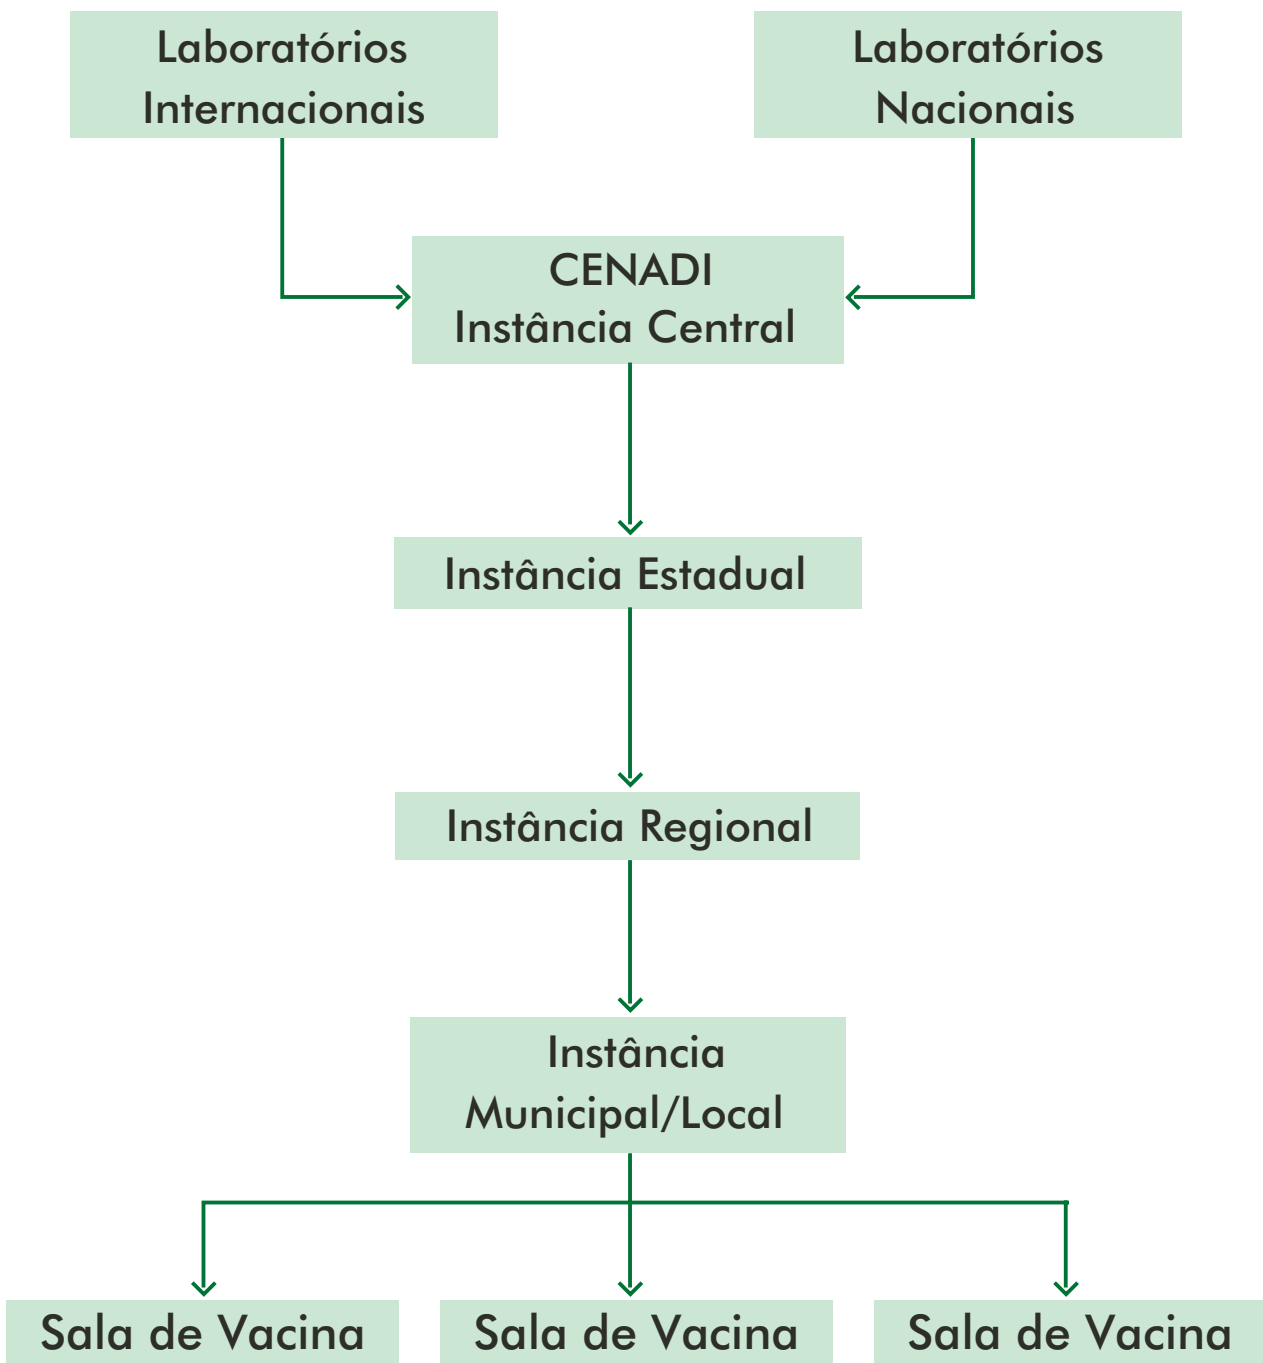 Laboratórios
Internacionais
Laboratórios
Nacionais
CENADI
Instância Central
Instância Estadual
Instância Regional
Instância
Municipal/Local
Sala de Vacina
Sala de Vacina
Sala de Vacina